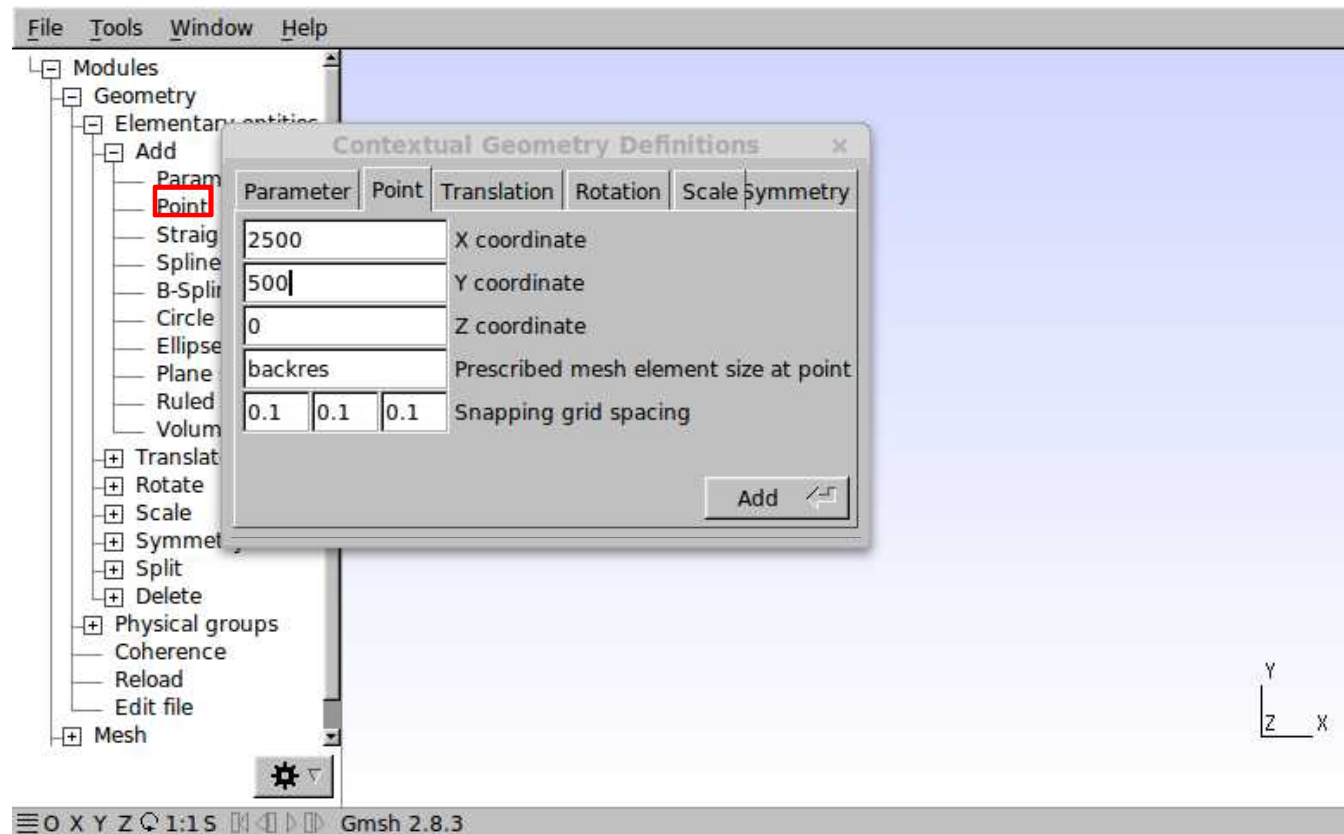 File Tools Window Help
Modules
Geometry
Elementary entities
Add
Param
Point
Straig
Spline
B-Splin
Circle
Ellipse
Plane
Ruled
Volum
Translat
Rotate
Scale
Symmet
Split
Delete
Physical groups
Coherence
Reload
Edit file
Mesh
Contextual Geometry Definitions ×
Parameter Point Translation Rotation Scale Symmetry
2500 X coordinate
500 Y coordinate
0 Z coordinate
backres Prescribed mesh element size at point
0.1 0.1 0.1 Snapping grid spacing
Add
Y
Z X
O X Y Z 1:1 S Gmsh 2.8.3